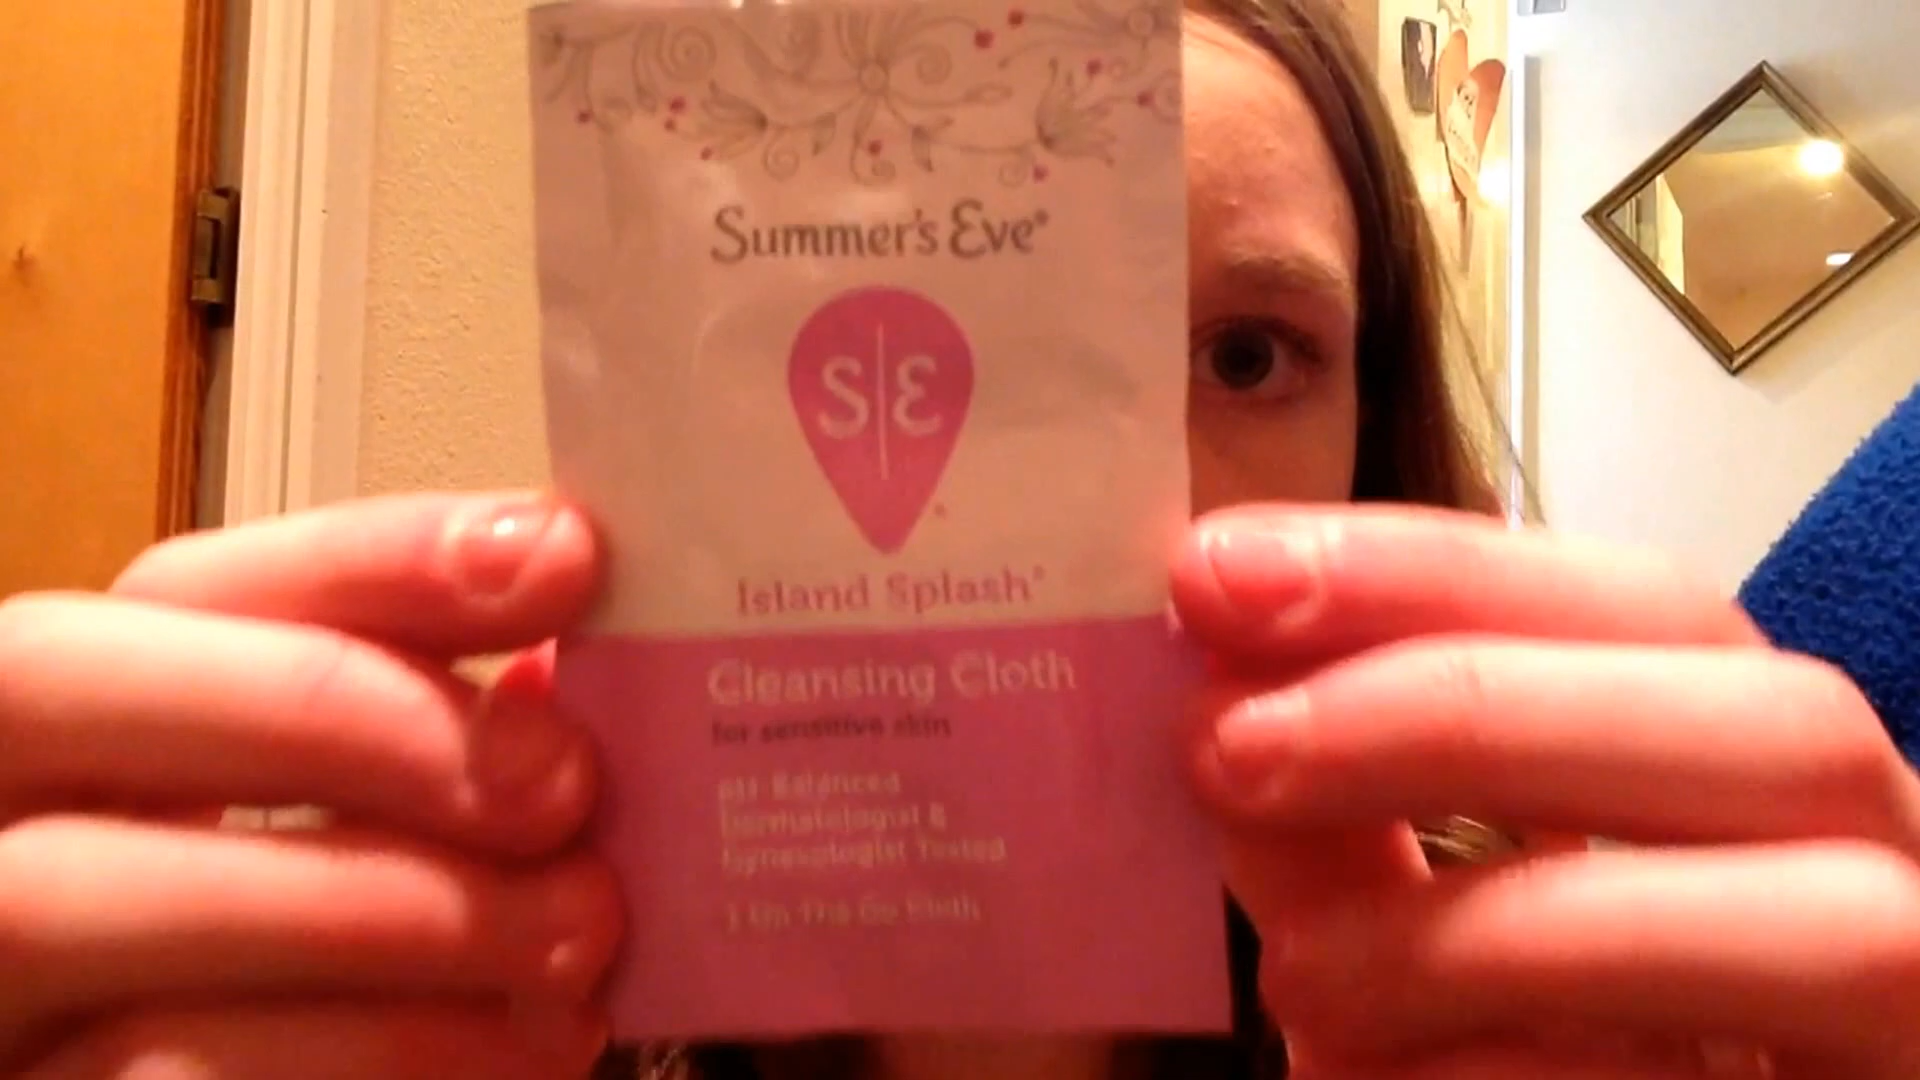 Summer's Eve®
S|E
Island Splash®
Cleansing Cloth
for sensitive skin
pH-Balanced
Dermatologist &
Gynecologist Tested
1 On The Go Cloth